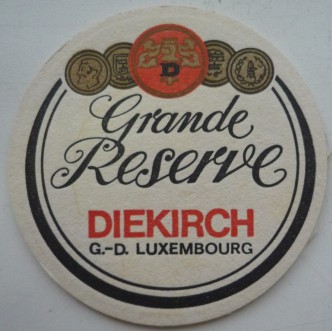 D
Grande
Reserve
DIEKIRCH
G.-D. LUXEMBOURG